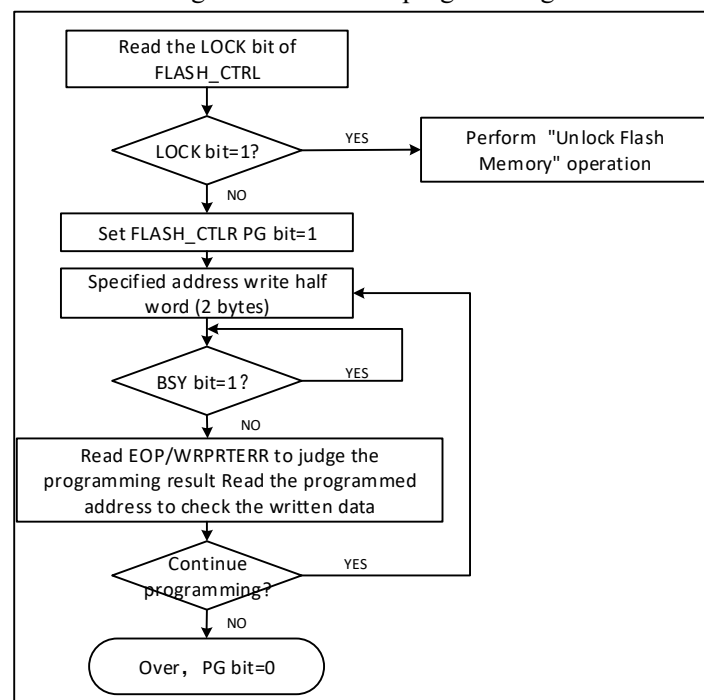 Read the LOCK bit of
FLASH_CTRL
LOCK bit=1?
YES
Perform "Unlock Flash
Memory" operation
NO
Set FLASH_CTLR PG bit=1
Specified address write half
word (2 bytes)
BSY bit=1?
YES
NO
Read EOP/WRPRTERR to judge the
programming result Read the programmed
address to check the written data
Continue
programming?
YES
NO
Over, PG bit=0